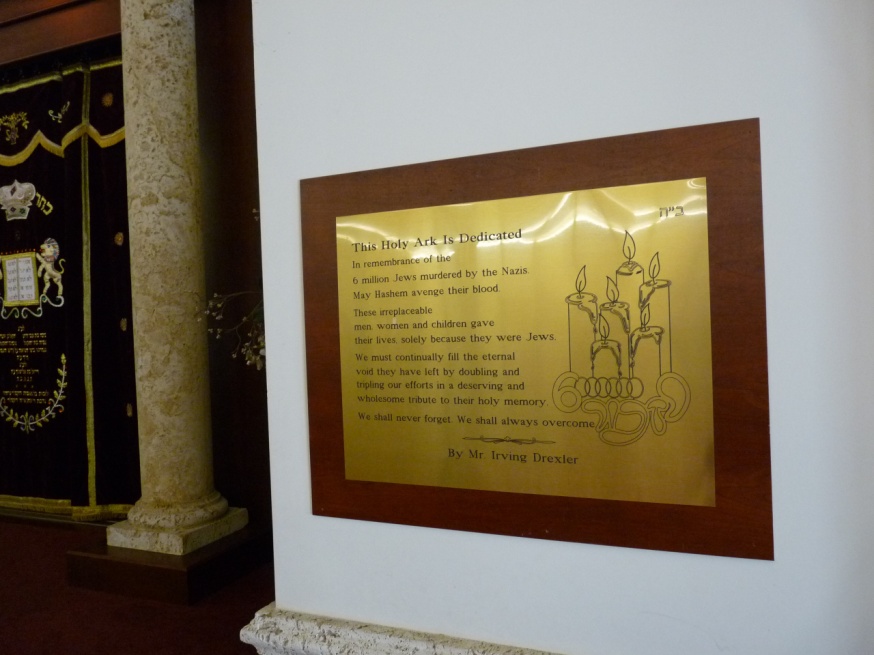 ב"ה
This Holy Ark Is Dedicated
In remembrance of the
6 million Jews murdered by the Nazis.
May Hashem avenge their blood.
These irreplaceable
men, women and children gave
their lives, solely because they were Jews.
We must continually fill the eternal
void they have left by doubling and
tripling our efforts in a deserving and
wholesome tribute to their holy memory.
We shall never forget. We shall always overcome.
By Mr. Irving Drexler
כתר